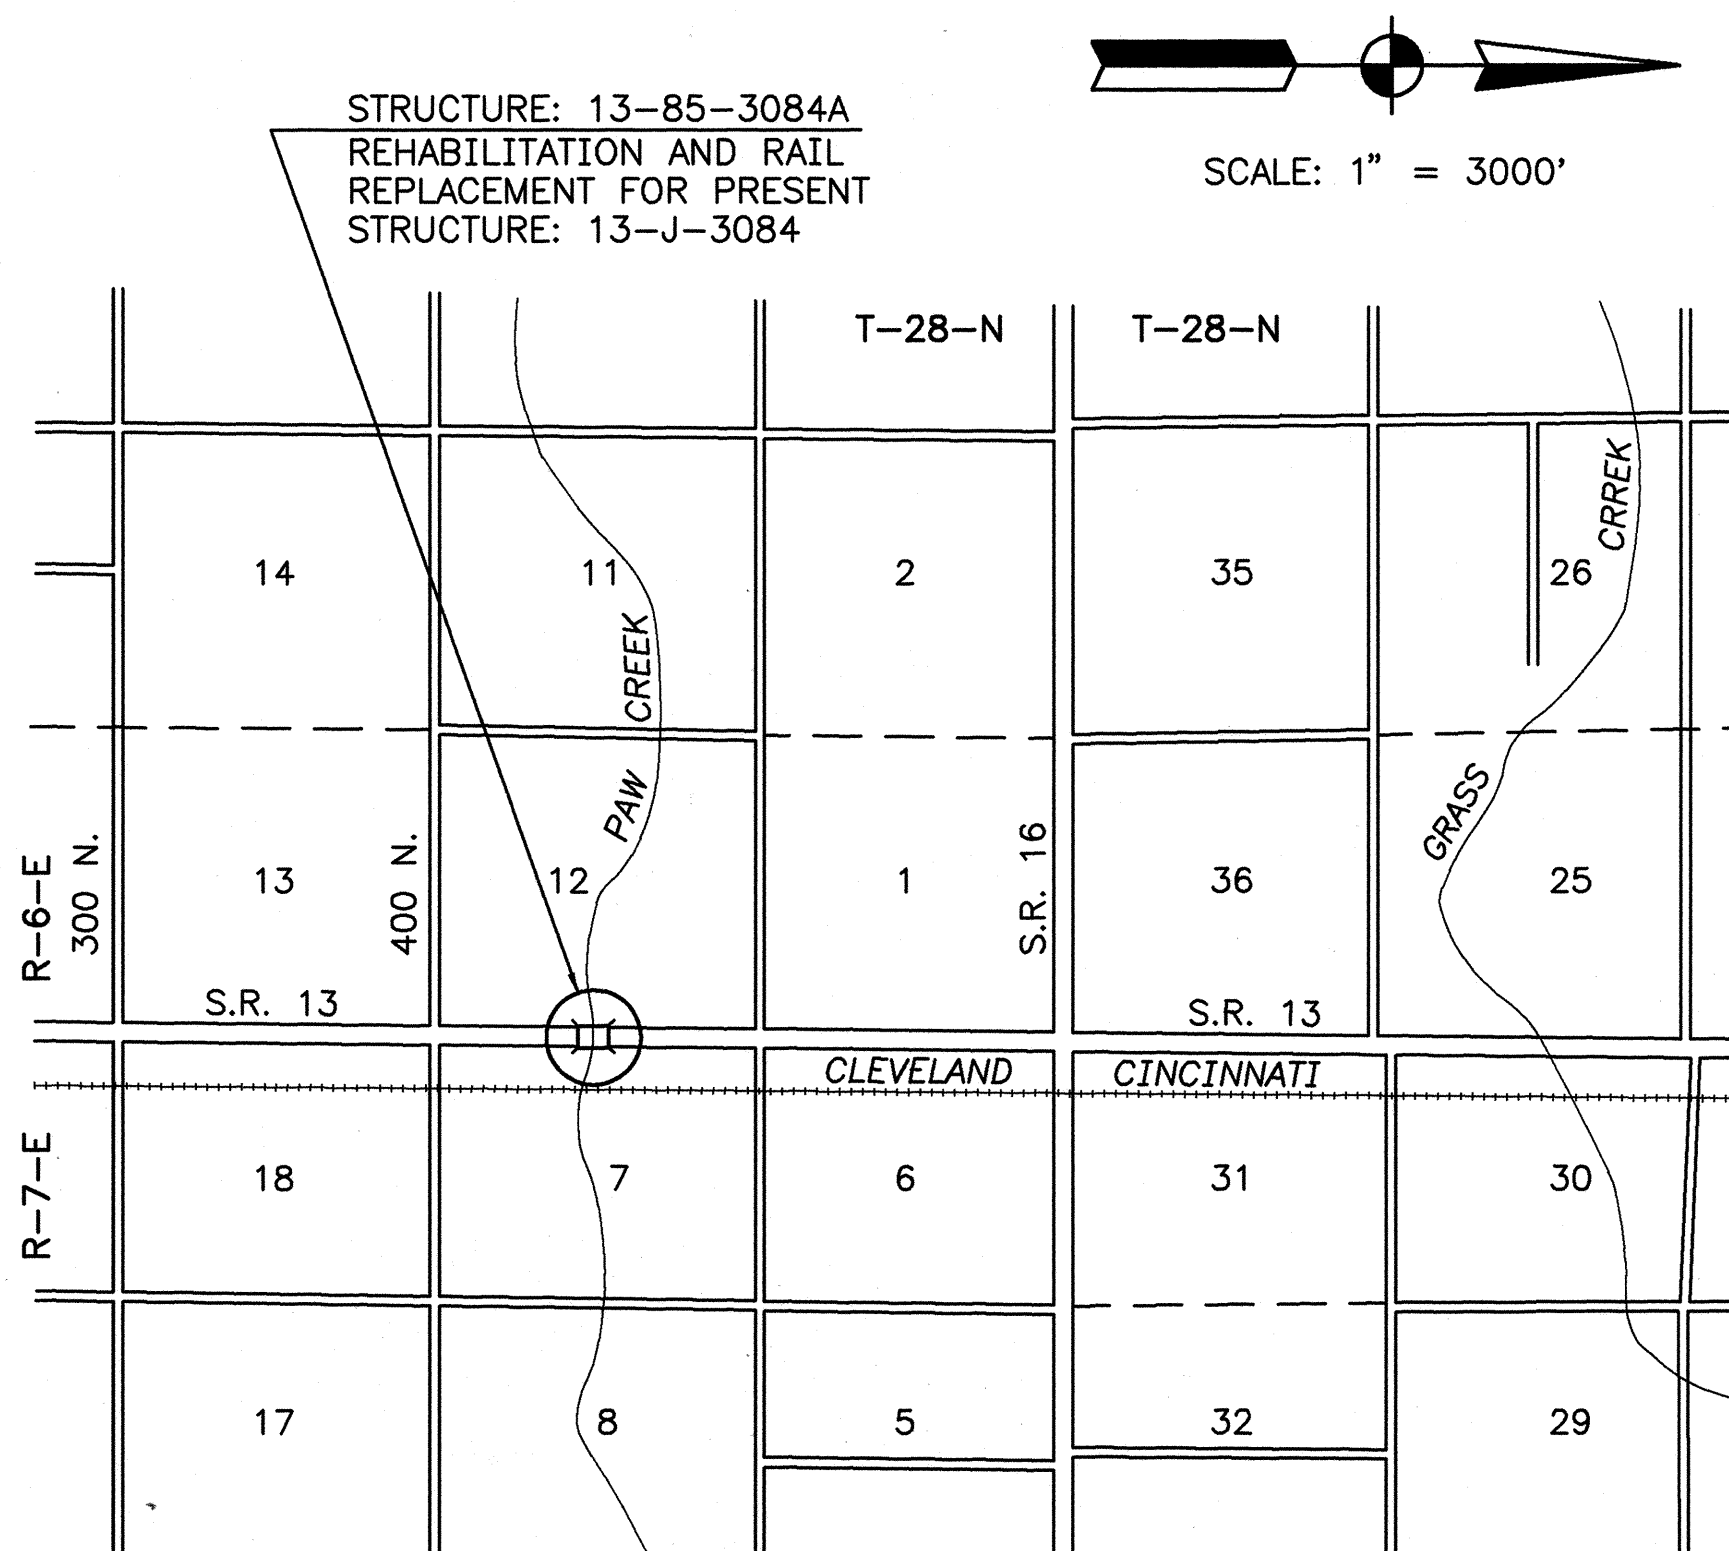 STRUCTURE: 13-85-3084A
REHABILITATION AND RAIL
REPLACEMENT FOR PRESENT
STRUCTURE: 13-J-3084
SCALE: 1" = 3000'
T-28-N
T-28-N
CRREK
14
11
2
35
26
CREEK
PAW
GRASS
R-6-E
300 N.
13
400 N.
12
1
S.R. 16
36
25
S.R. 13
S.R. 13
CLEVELAND
CINCINNATI
R-7-E
18
7
6
31
30
17
8
5
32
29